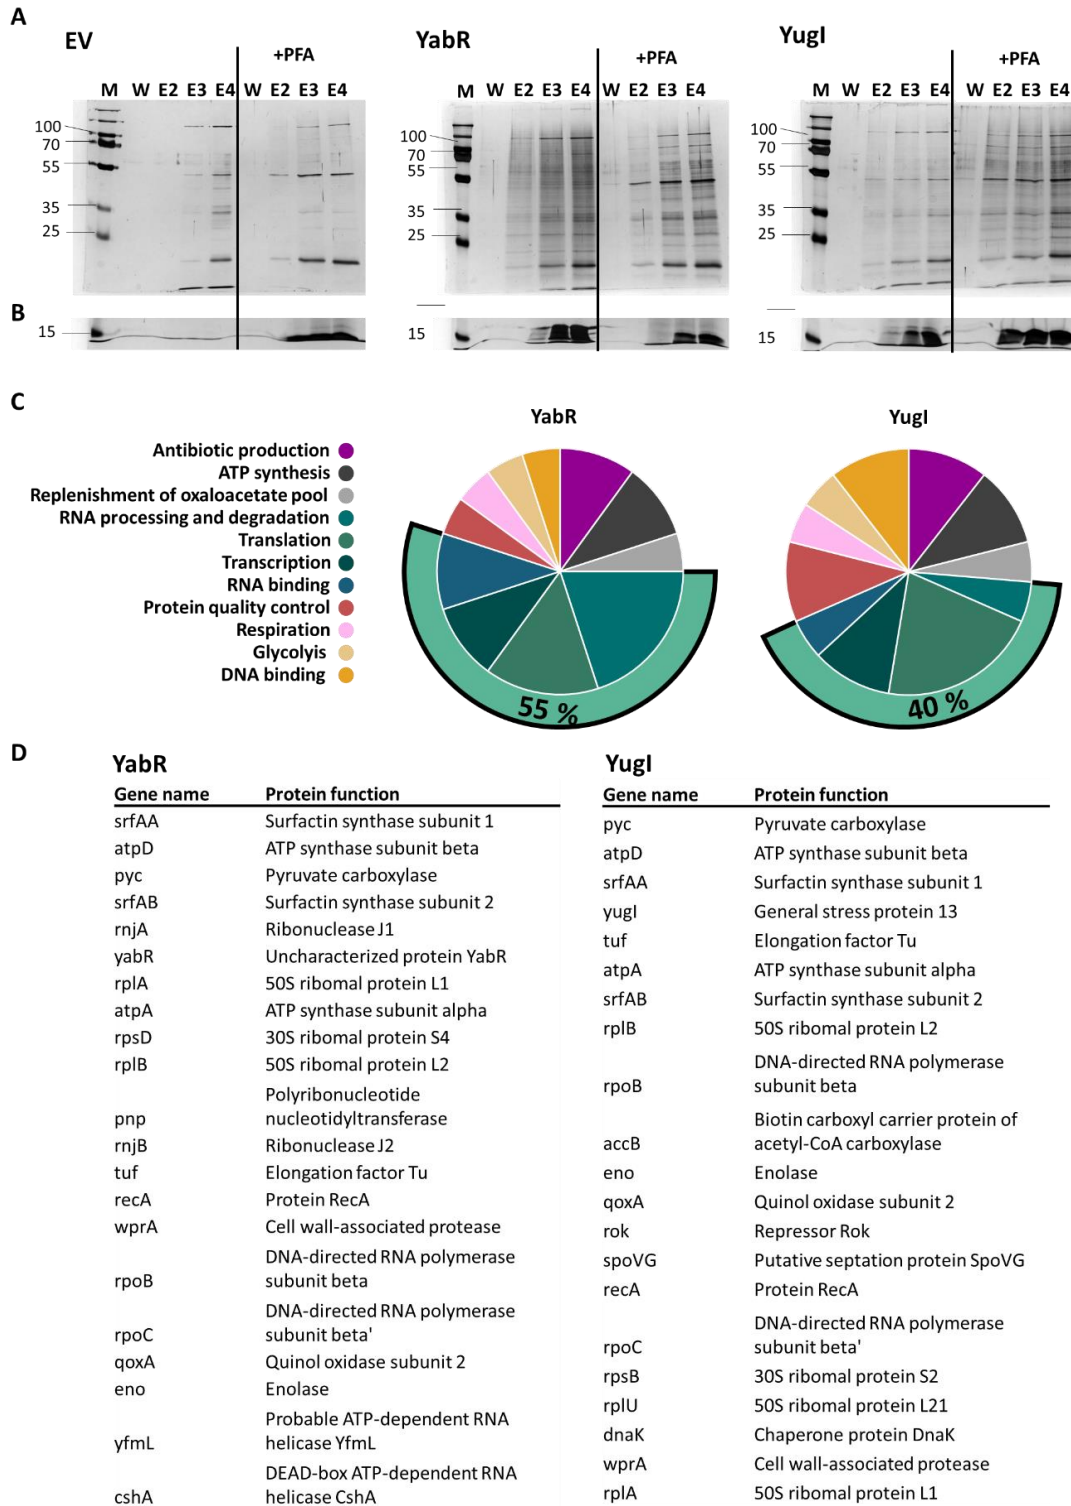 A
EV
YabR
YugI
+PFA
+PFA
+PFA
M W E2 E3 E4 W E2 E3 E4
M W E2 E3 E4 W E2 E3 E4
M W E2 E3 E4 W E2 E3 E4
100
70
55
35
25
100
70
55
35
25
100
70
55
35
25
B
15
15
15
C
YabR
YugI
Antibiotic production
ATP synthesis
Replenishment of oxaloacetate pool
RNA processing and degradation
Translation
Transcription
RNA binding
Protein quality control
Respiration
Glycolyis
DNA binding
55 %
40 %
D
YabR
Gene name Protein function
srfAA Surfactin synthase subunit 1
atpD ATP synthase subunit beta
pyc Pyruvate carboxylase
srfAB Surfactin synthase subunit 2
rnjA Ribonuclease J1
yabR Uncharacterized protein YabR
rplA 50S ribomal protein L1
atpA ATP synthase subunit alpha
rpsD 30S ribomal protein S4
rplB 50S ribomal protein L2
Polyribonucleotide
pnp nucleotidyltransferase
rnjB Ribonuclease J2
tuf Elongation factor Tu
recA Protein RecA
wprA Cell wall-associated protease
DNA-directed RNA polymerase
rpoB subunit beta
DNA-directed RNA polymerase
rpoC subunit beta'
qoxA Quinol oxidase subunit 2
eno Enolase
Probable ATP-dependent RNA
yfmL helicase YfmL
DEAD-box ATP-dependent RNA
cshA helicase CshA
YugI
Gene name Protein function
pyc Pyruvate carboxylase
atpD ATP synthase subunit beta
srfAA Surfactin synthase subunit 1
yugI General stress protein 13
tuf Elongation factor Tu
atpA ATP synthase subunit alpha
srfAB Surfactin synthase subunit 2
rplB 50S ribomal protein L2
DNA-directed RNA polymerase
rpoB subunit beta
Biotin carboxyl carrier protein of
accB acetyl-CoA carboxylase
eno Enolase
qoxA Quinol oxidase subunit 2
rok Repressor Rok
spoVG Putative septation protein SpoVG
recA Protein RecA
DNA-directed RNA polymerase
rpoC subunit beta'
rpsB 30S ribomal protein S2
rplU 50S ribomal protein L21
dnaK Chaperone protein DnaK
wprA Cell wall-associated protease
rplA 50S ribomal protein L1